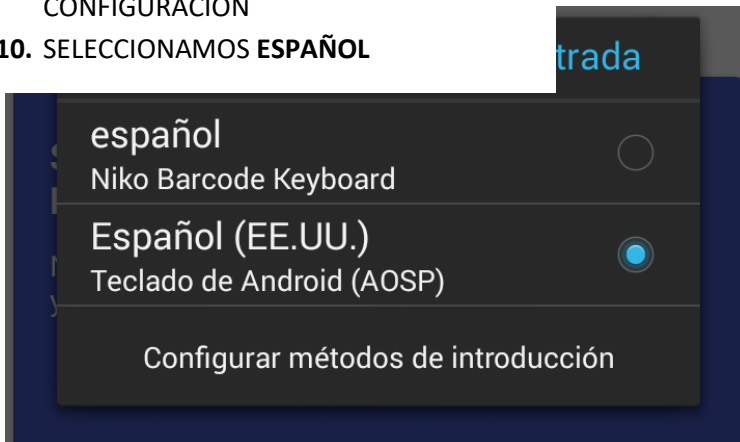 CONFIGURACIÓN
10. SELECCIONAMOS ESPAÑOL
trada
español
Niko Barcode Keyboard
Español (EE.UU.)
Teclado de Android (AOSP)
Configurar métodos de introducción